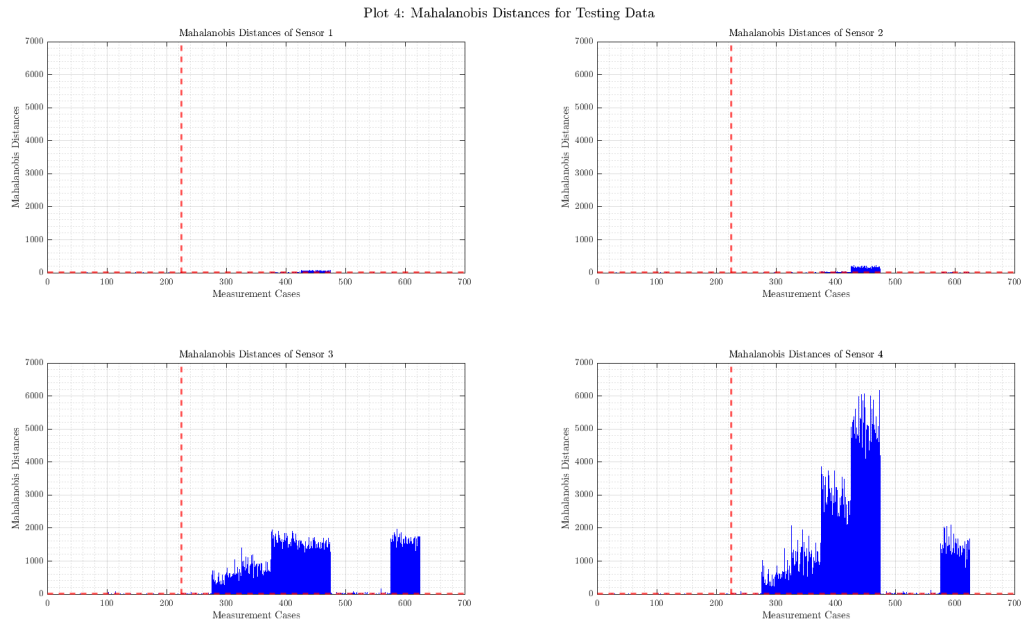 Plot 4: Mahalanobis Distances for Testing Data
Mahalanobis Distances of Sensor 1
7000
6000
5000
4000
3000
2000
1000
0
Mahalanobis Distances
0 100 200 300 400 500 600 700
Measurement Cases
Mahalanobis Distances of Sensor 2
7000
6000
5000
4000
3000
2000
1000
0
Mahalanobis Distances
0 100 200 300 400 500 600 700
Measurement Cases
Mahalanobis Distances of Sensor 3
7000
6000
5000
4000
3000
2000
1000
0
Mahalanobis Distances
0 100 200 300 400 500 600 700
Measurement Cases
Mahalanobis Distances of Sensor 4
7000
6000
5000
4000
3000
2000
1000
0
Mahalanobis Distances
0 100 200 300 400 500 600 700
Measurement Cases